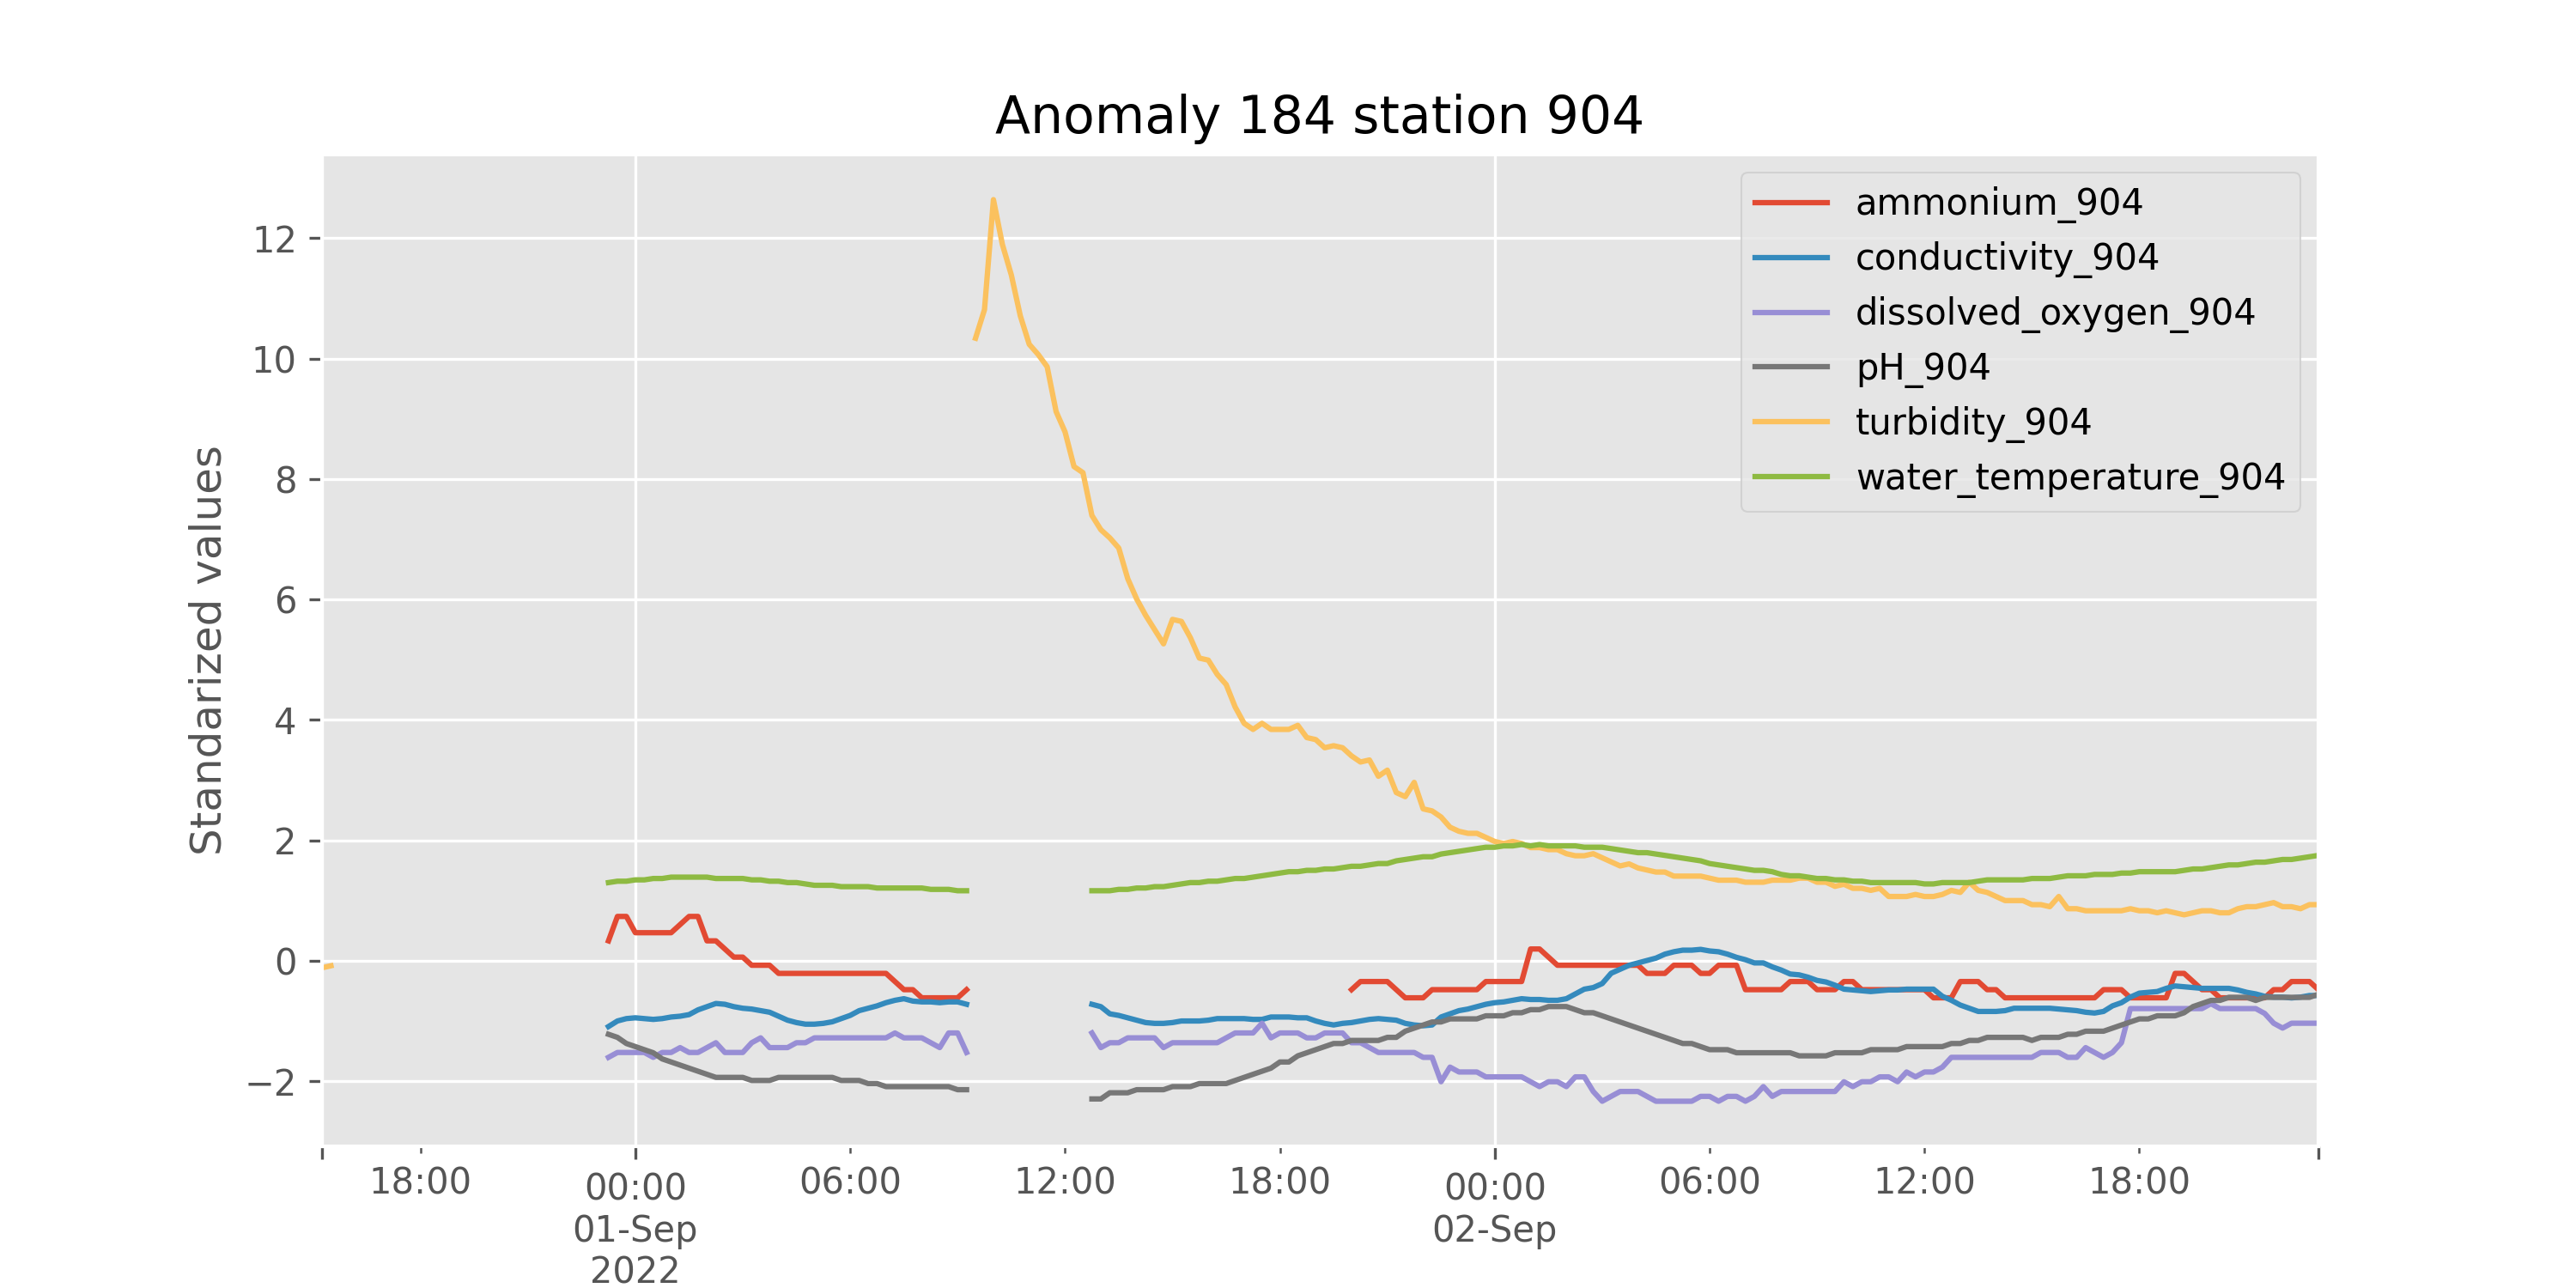 Anomaly 184 station 904
ammonium_904
conductivity_904
dissolved_oxygen_904
pH_904
turbidity_904
water_temperature_904
Standarized values
12
10
8
6
4
2
0
−2
18:00 00:00 06:00 12:00 18:00 00:00 06:00 12:00 18:00
01-Sep 02-Sep
2022